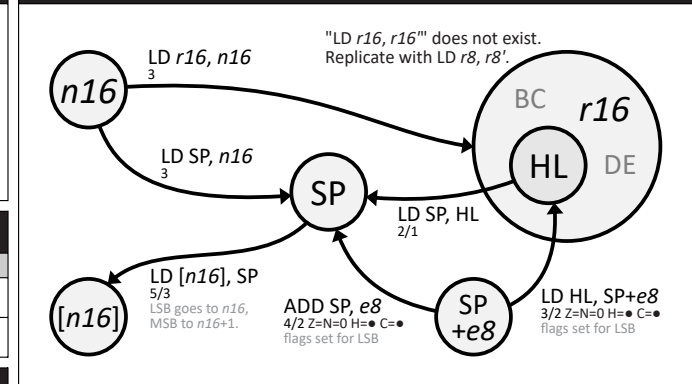 "LD r16, r16'" does not exist.
Replicate with LD r8, r8'.
LD r16, n16
3
n16
BC
r16
HL
DE
LD SP, n16
3
SP
LD SP, HL
2/1
LD [n16], SP
5/3
LSB goes to n16,
MSB to n16+1.
[n16]
ADD SP, e8
4/2 Z=N=0 H=● C=●
flags set for LSB
SP
+e8
LD HL, SP+e8
3/2 Z=N=0 H=● C=●
flags set for LSB